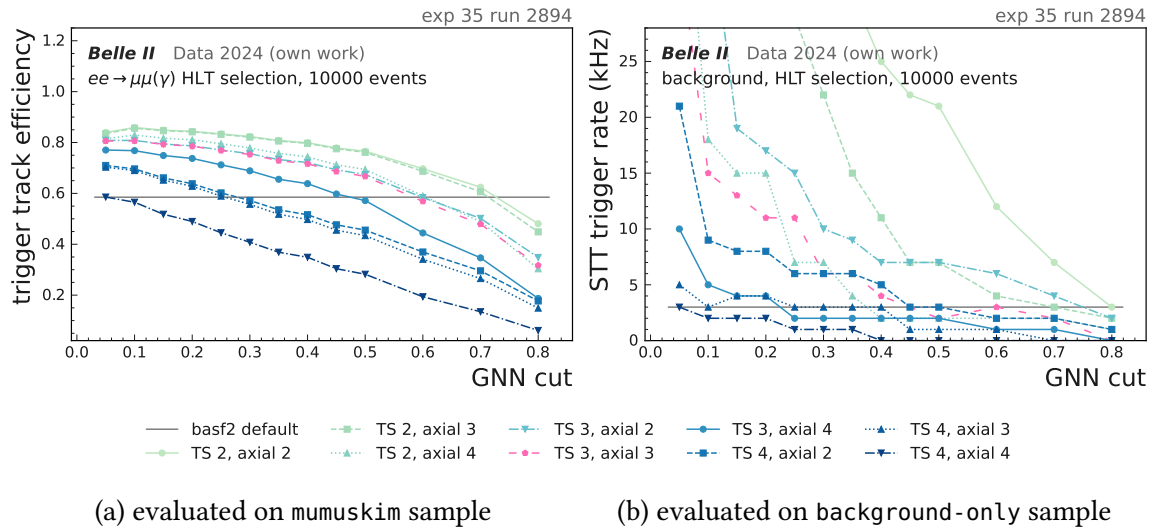 exp 35 run 2894
Belle II Data 2024 (own work)
ee→μμ(γ) HLT selection, 10000 events
trigger track efficiency
1.2
1.0
0.8
0.6
0.4
0.2
0.0 0.1 0.2 0.3 0.4 0.5 0.6 0.7 0.8
GNN cut
exp 35 run 2894
Belle II Data 2024 (own work)
background, HLT selection, 10000 events
STT trigger rate (kHz)
25
20
15
10
5
0
0.0 0.1 0.2 0.3 0.4 0.5 0.6 0.7 0.8
GNN cut
basf2 default TS 2, axial 3 TS 3, axial 2 TS 3, axial 4 TS 4, axial 3
TS 2, axial 2 TS 2, axial 4 TS 3, axial 3 TS 4, axial 2 TS 4, axial 4
(a) evaluated on mumuskim sample
(b) evaluated on background-only sample